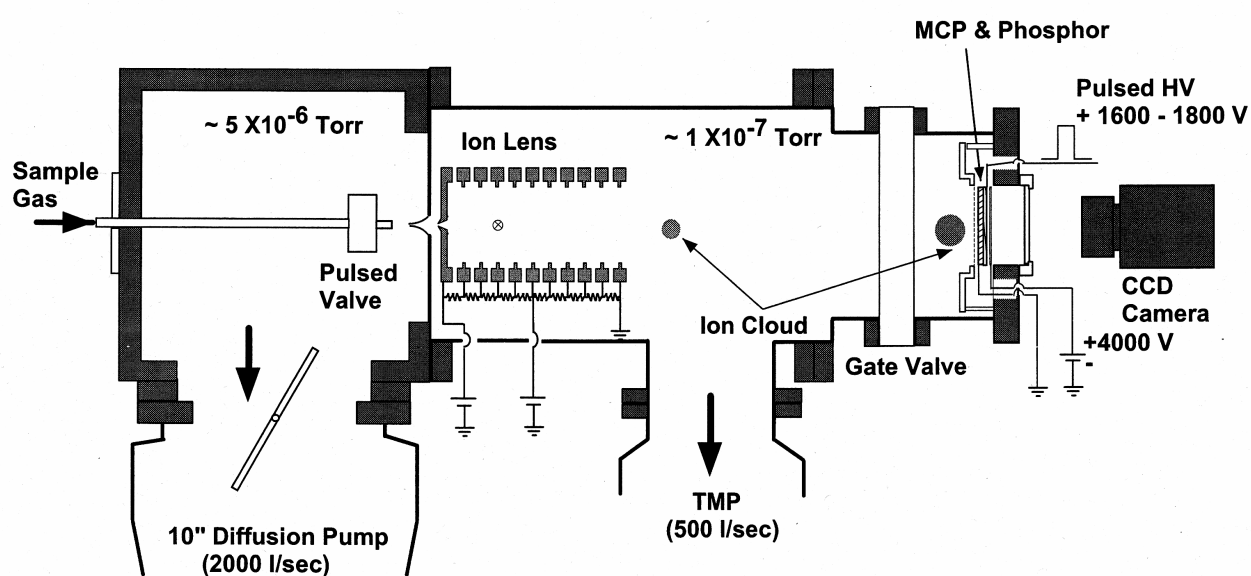 MCP & Phosphor
Pulsed HV
+ 1600 - 1800 V
~ 5 X10-6 Torr
Ion Lens
~ 1 X10-7 Torr
Sample
Gas
Pulsed
Valve
Ion Cloud
Gate Valve
CCD
Camera
+4000 V
-
TMP
(500 l/sec)
10" Diffusion Pump
(2000 l/sec)